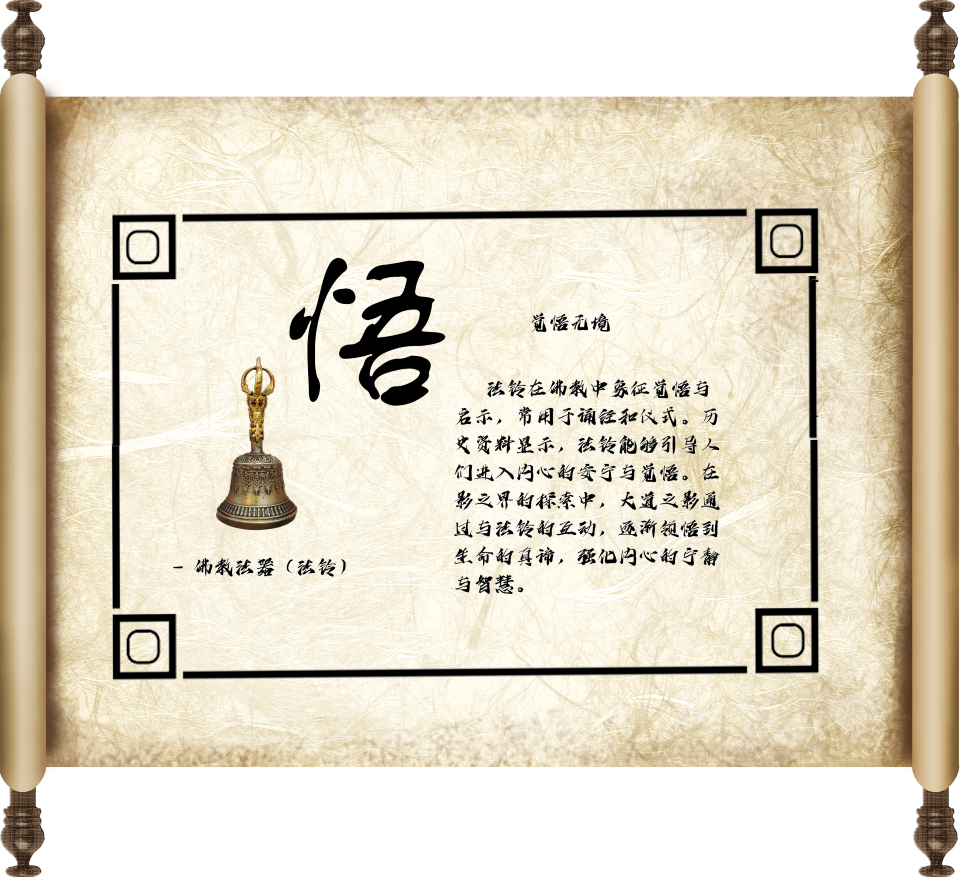 悟
觉悟无境
法铃在佛教中象征觉悟与
启示，常用于诵经和仪式。历
史资料显示，法铃能够引导人
们进入内心的安宁与觉悟。在
影之界的探索中，大道之影通
过与法铃的互动，逐渐领悟到
生命的真谛，强化内心的宁静
与智慧。
- 佛教法器（法铃）